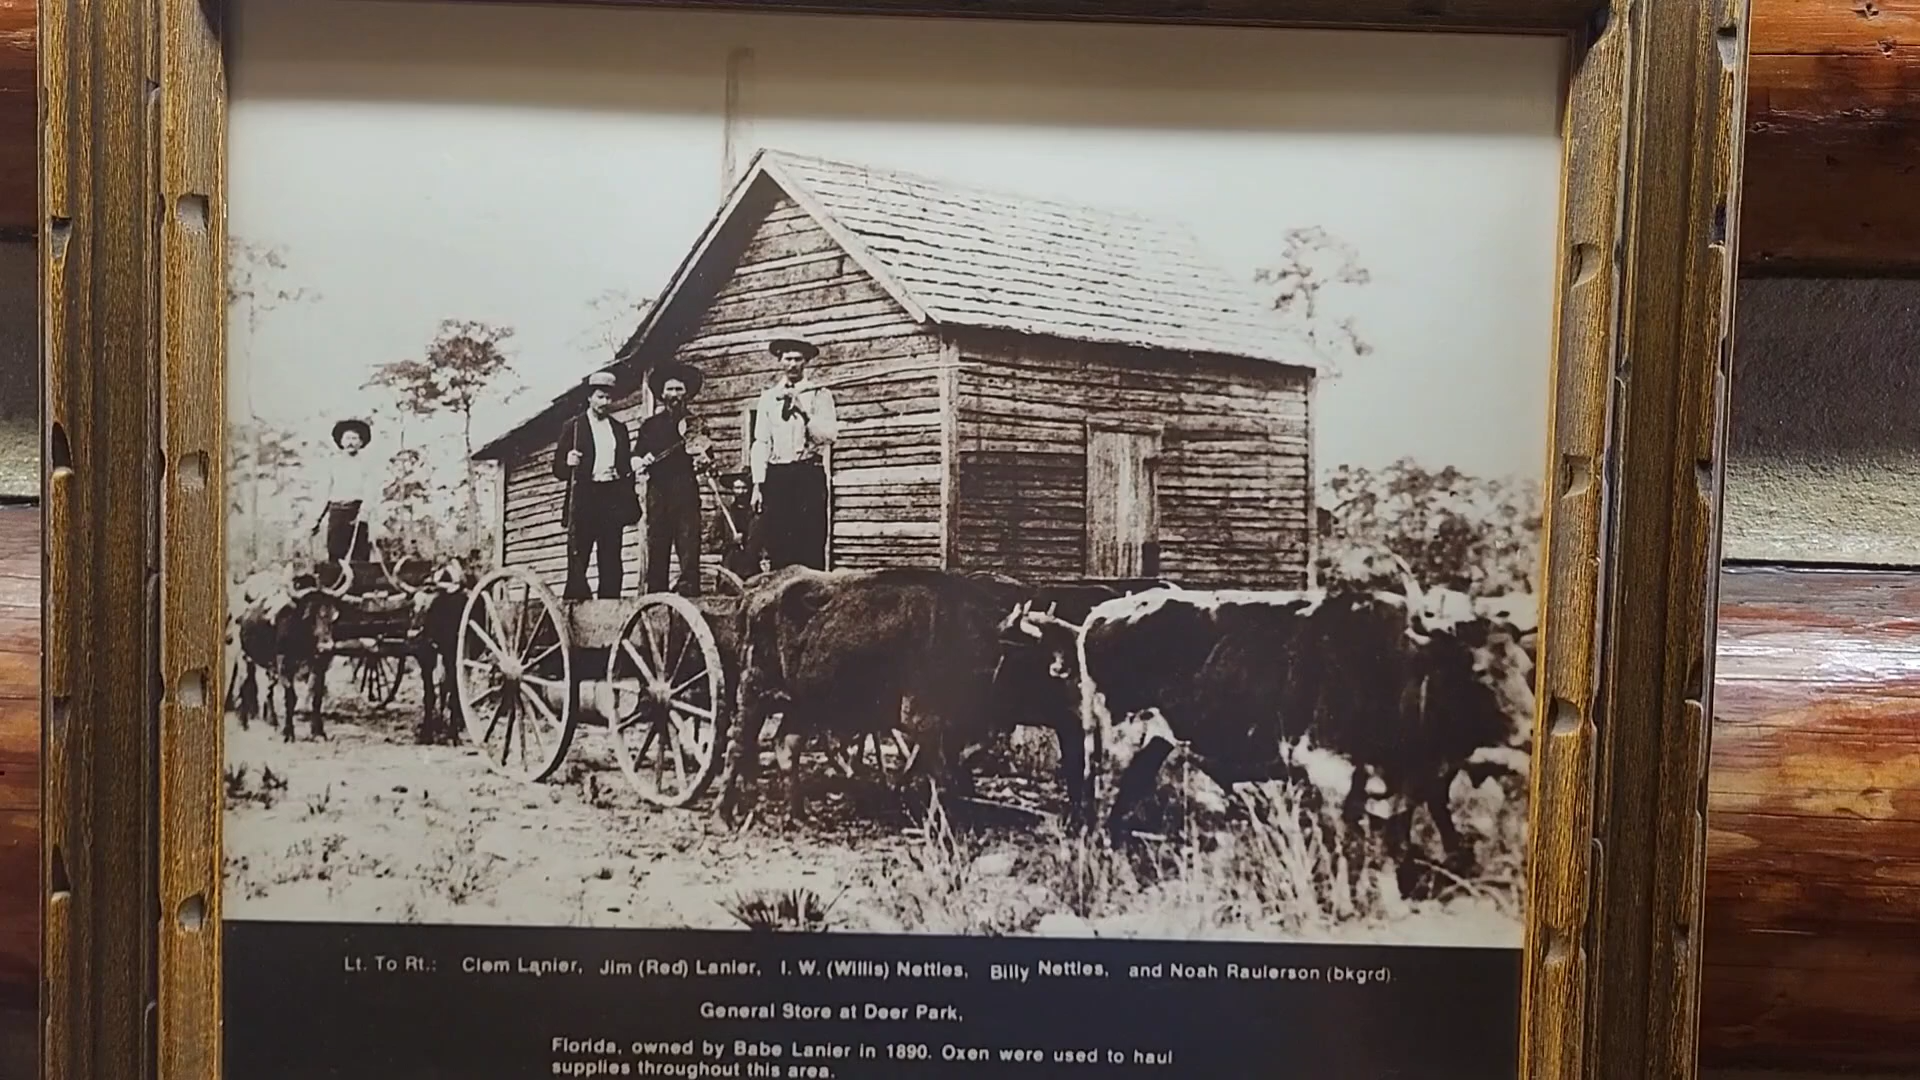 Lt. To Rt.: Clem Lanier, Jim (Red) Lanier, I. W. (Willis) Nettles, Billy Nettles, and Noah Raulerson (bkgrd).
General Store at Deer Park,
Florida, owned by Babe Lanier in 1890. Oxen were used to haul
supplies throughout this area.